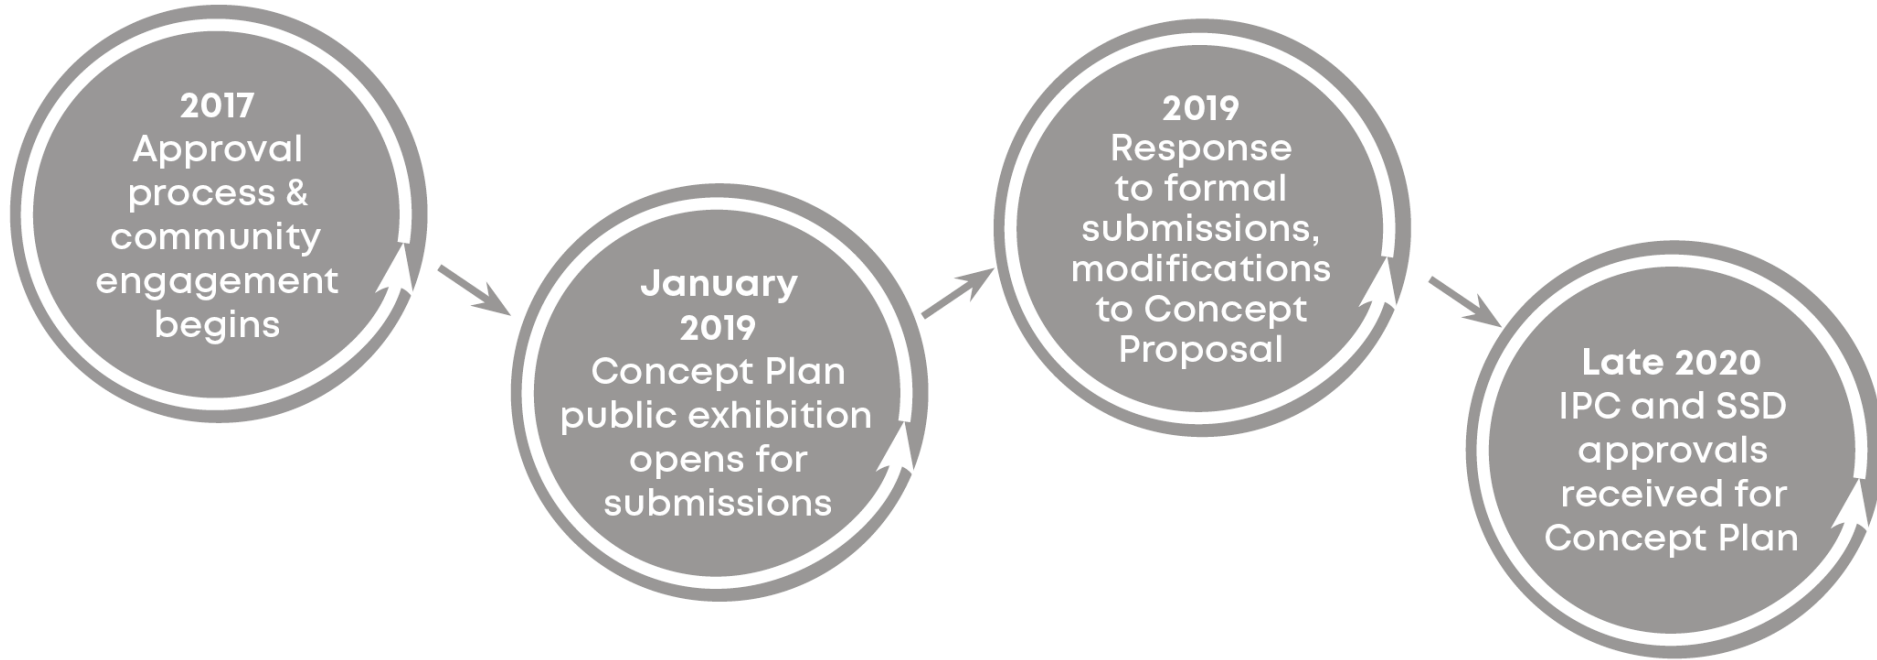 2017
Approval
process &
community
engagement
begins
January
2019
Concept Plan
public exhibition
opens for
submissions
2019
Response
to formal
submissions,
modifications
to Concept
Proposal
Late 2020
IPC and SSD
approvals
received for
Concept Plan